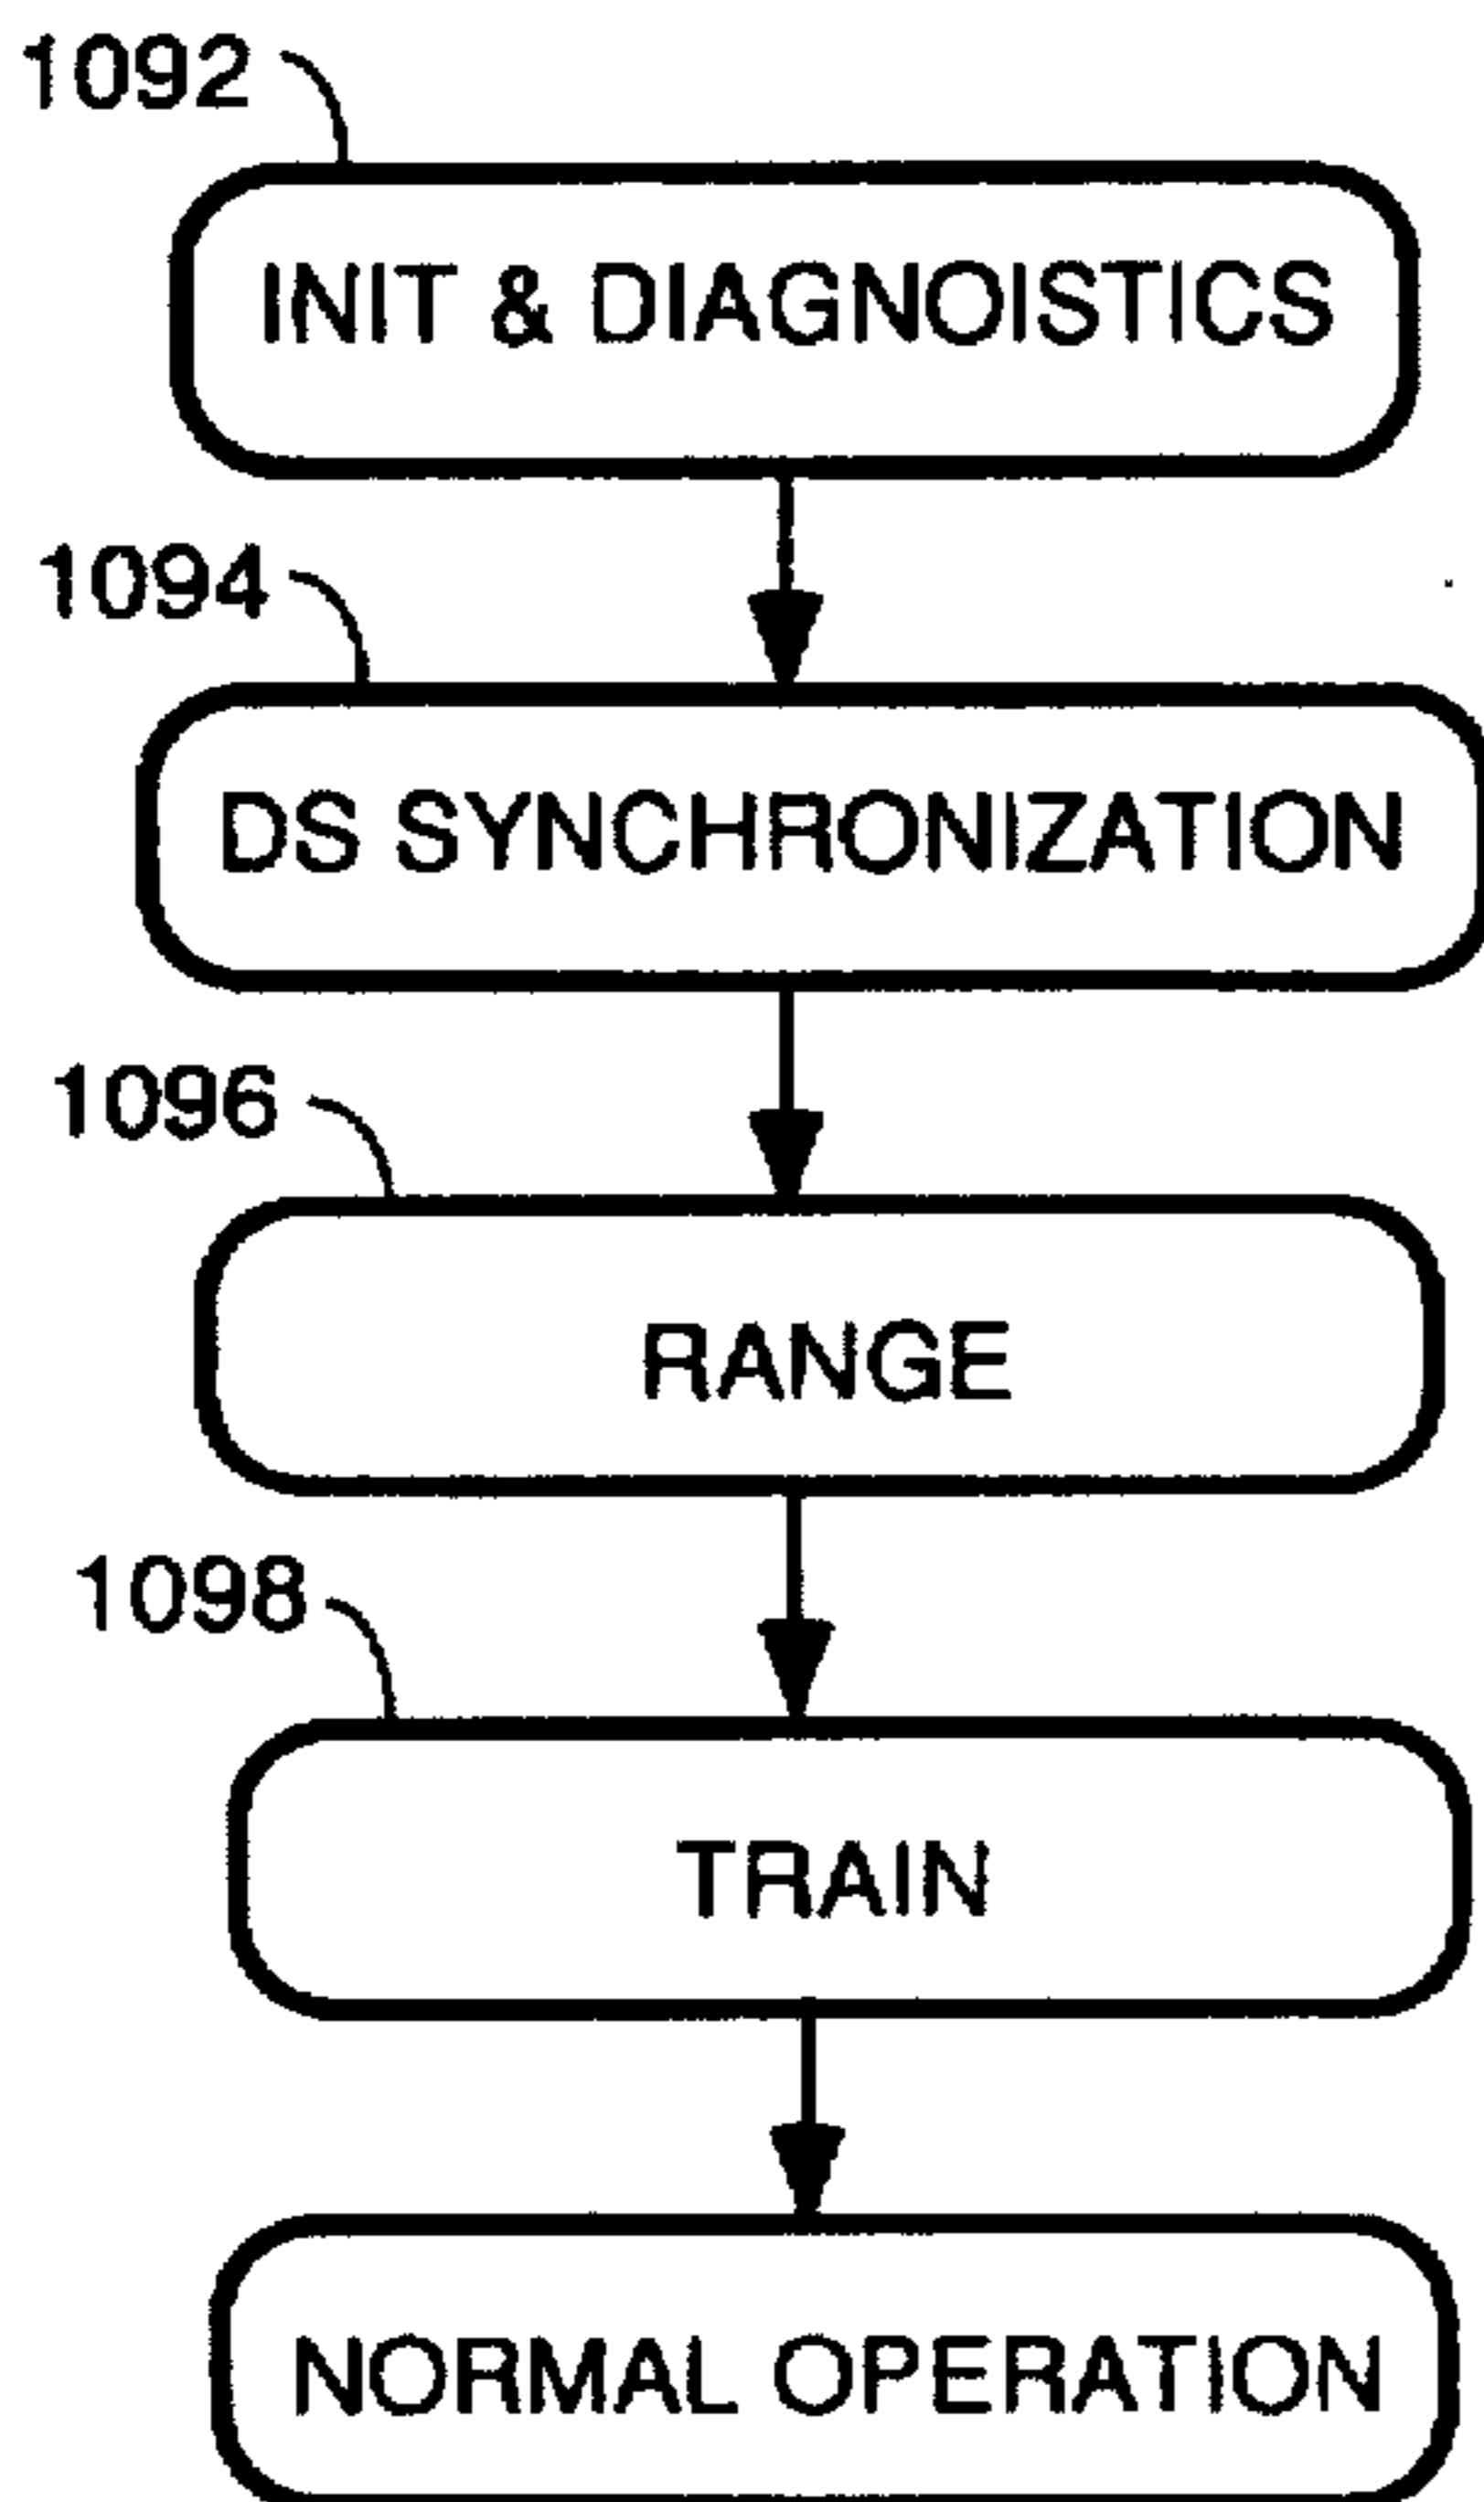 1092
INIT & DIAGNOISTICS
1094
DS SYNCHRONIZATION
1096
RANGE
1098
TRAIN
NORMAL OPERATION